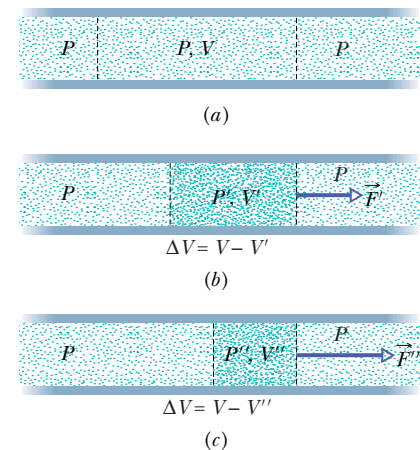 P P, V P
(a)
P P′, V′ P F⃗′
ΔV = V − V′
(b)
P P″, V″ P F⃗″
ΔV = V − V″
(c)